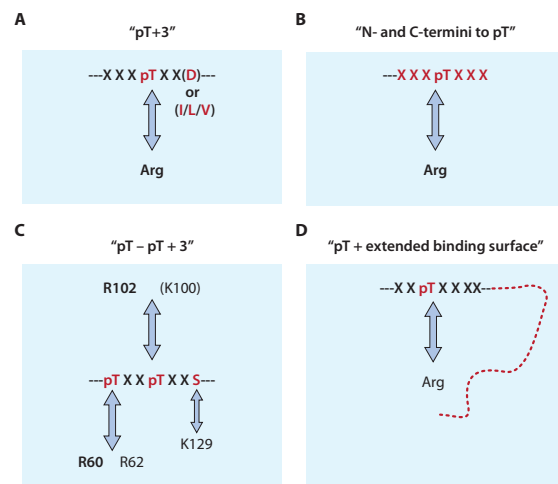 A
“pT+3”
---X X X pT X X(D)---
or
(I/L/V)
Arg
B
“N- and C-termini to pT”
---X X X pT X X X
Arg
C
“pT – pT + 3”
R102 (K100)
---pT X X pT X X S---
K129
R60 R62
D
“pT + extended binding surface”
---X X pT X X XX---
Arg